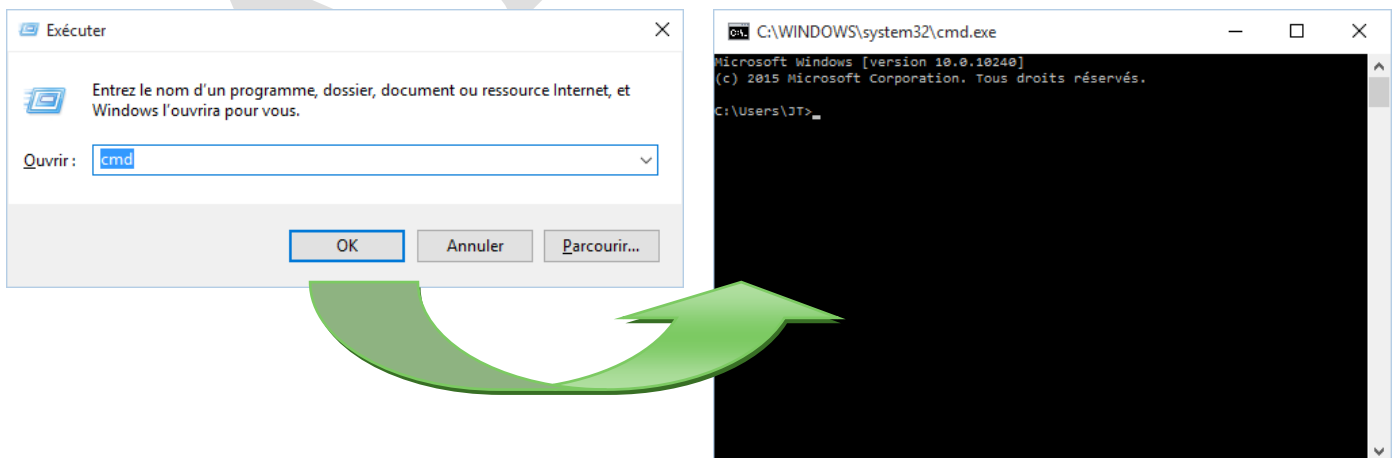 Exécuter
Entrez le nom d'un programme, dossier, document ou ressource Internet, et
Windows l'ouvrira pour vous.
Ouvrir :
cmd
OK
Annuler
Parcourir...
C:\WINDOWS\system32\cmd.exe
Microsoft Windows [version 10.0.10240]
(c) 2015 Microsoft Corporation. Tous droits réservés.
C:\Users\JT>_